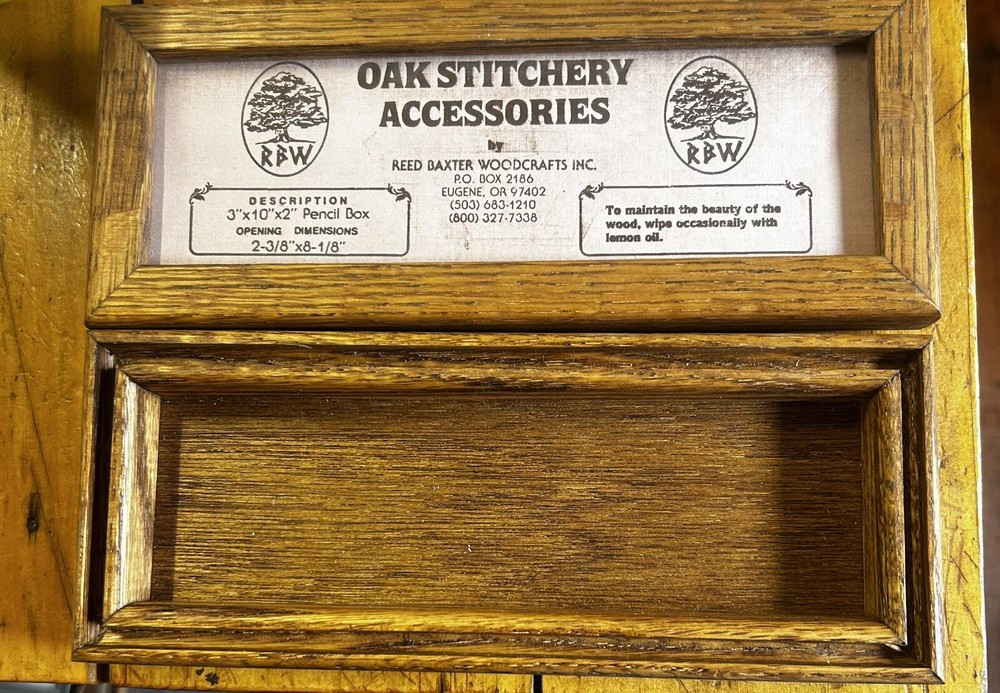 OAK STITCHERY
ACCESSORIES
by
REED BAXTER WOODCRAFTS INC.
P.O. BOX 2186
EUGENE, OR 97402
(503) 683-1210
(800) 327-7338
RBW
DESCRIPTION
3"x10"x2" Pencil Box
OPENING DIMENSIONS
2-3/8"x8-1/8"
RBW
To maintain the beauty of the
wood, wipe occasionally with
lemon oil.